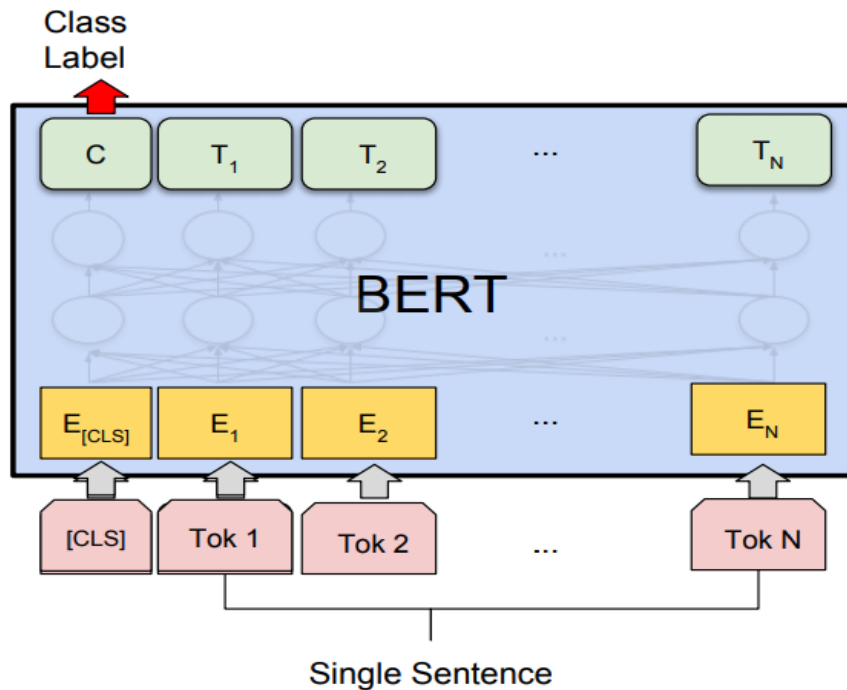 Class
Label
C T1 T2 ... TN
...
BERT
...
E[CLS] E1 E2 ... EN
[CLS] Tok 1 Tok 2 ... Tok N
Single Sentence